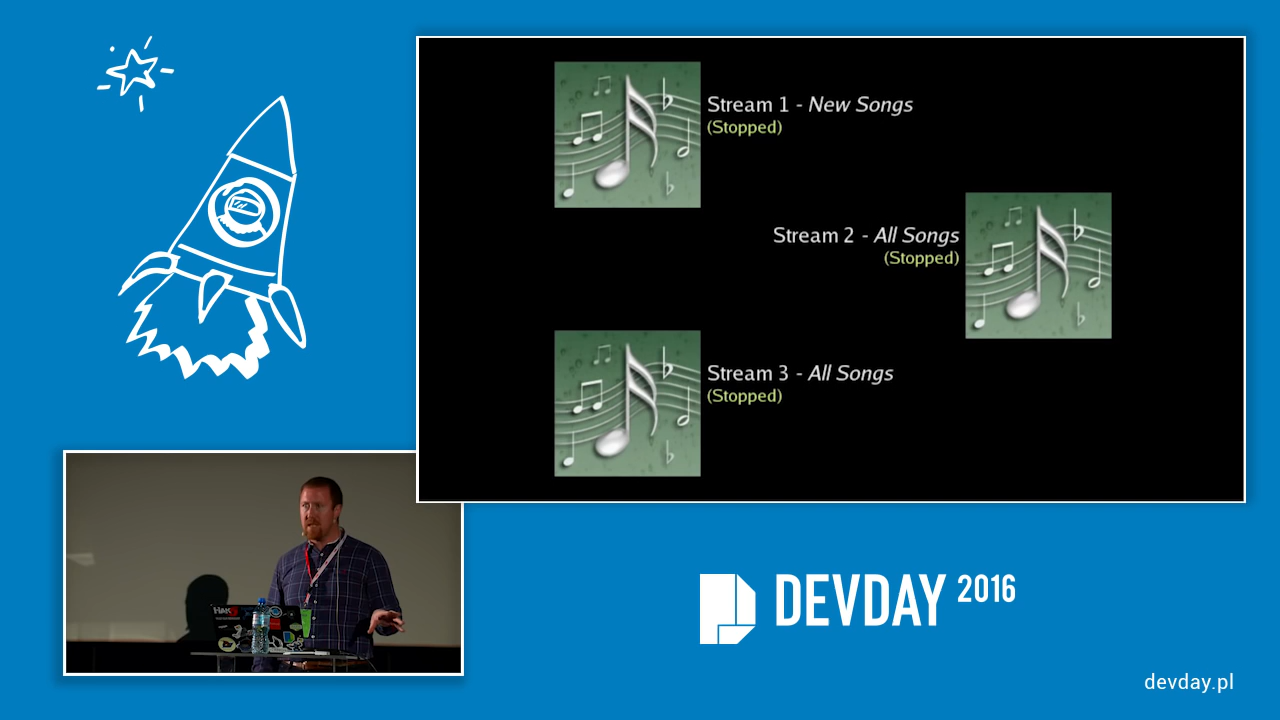 Stream 1 - New Songs
(Stopped)
Stream 2 - All Songs
(Stopped)
Stream 3 - All Songs
(Stopped)
DEVDAY 2016
devday.pl